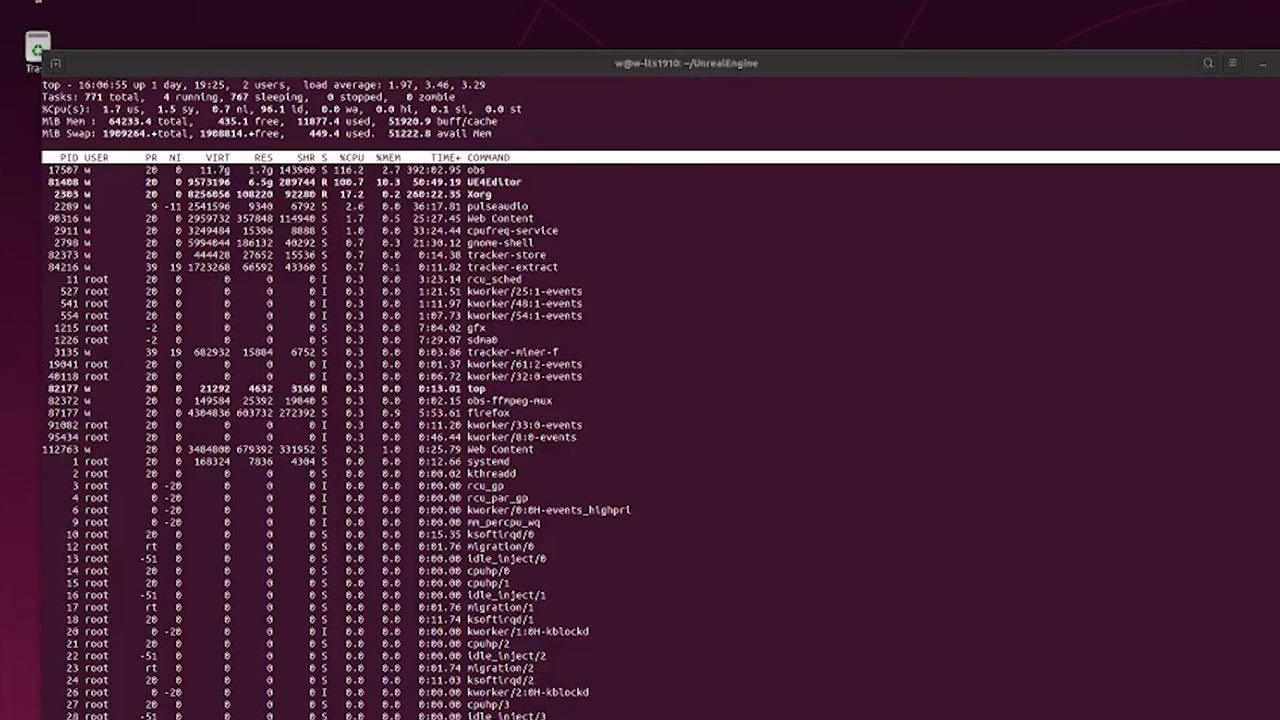 Tra
w@w-lts1910: ~/UnrealEngine
top - 16:06:55 up 1 day, 19:25, 2 users, load average: 1.97, 3.46, 3.29
Tasks: 771 total, 4 running, 767 sleeping, 0 stopped, 0 zombie
%Cpu(s): 1.7 us, 1.5 sy, 0.7 ni, 96.1 id, 0.0 wa, 0.0 hi, 0.1 si, 0.0 st
MiB Mem : 64233.4 total, 435.1 free, 11877.4 used, 51920.9 buff/cache
MiB Swap: 1909264.+total, 1908814.+free, 449.4 used. 51222.8 avail Mem
PID USER PR NI VIRT RES SHR S %CPU %MEM TIME+ COMMAND
17507 w 20 0 11.7g 1.7g 143960 S 116.2 2.7 392:02.95 obs
81408 w 20 0 9573196 6.5g 289744 R 100.7 10.3 50:49.19 UE4Editor
2303 w 20 0 8256056 108220 92280 R 17.2 0.2 260:22.35 Xorg
2289 w 9 -11 2541596 9340 6792 S 2.6 0.0 36:17.81 pulseaudio
90316 w 20 0 2959732 357848 114940 S 1.7 0.5 25:27.45 Web Content
2911 w 20 0 3249484 15396 8888 S 1.0 0.0 33:24.44 cpufreq-service
2798 w 20 0 5994044 186132 40292 S 0.7 0.3 21:30.12 gnome-shell
82373 w 20 0 444428 27652 15536 S 0.7 0.0 0:14.38 tracker-store
84216 w 39 19 1723268 66592 43360 S 0.7 0.1 0:11.82 tracker-extract
11 root 20 0 0 0 0 I 0.3 0.0 3:23.14 rcu_sched
527 root 20 0 0 0 0 I 0.3 0.0 1:21.51 kworker/25:1-events
541 root 20 0 0 0 0 I 0.3 0.0 1:11.97 kworker/48:1-events
554 root 20 0 0 0 0 I 0.3 0.0 1:07.73 kworker/54:1-events
1215 root -2 0 0 0 0 S 0.3 0.0 7:04.02 gfx
1226 root -2 0 0 0 0 S 0.3 0.0 7:29.07 sdma0
3135 w 39 19 682932 15884 6752 S 0.3 0.0 0:03.86 tracker-miner-f
19041 root 20 0 0 0 0 I 0.3 0.0 0:01.37 kworker/61:2-events
40118 root 20 0 0 0 0 I 0.3 0.0 0:06.72 kworker/32:0-events
82177 w 20 0 21292 4632 3160 R 0.3 0.0 0:13.01 top
82372 w 20 0 149584 25392 19840 S 0.3 0.0 0:02.15 obs-ffmpeg-mux
87177 w 20 0 4304836 603732 272392 S 0.3 0.9 5:53.61 firefox
91082 root 20 0 0 0 0 I 0.3 0.0 0:11.20 kworker/33:0-events
95434 root 20 0 0 0 0 I 0.3 0.0 0:46.44 kworker/8:0-events
112763 w 20 0 3484800 679392 331952 S 0.3 1.0 8:25.79 Web Content
1 root 20 0 168324 7836 4304 S 0.0 0.0 0:12.66 systemd
2 root 20 0 0 0 0 S 0.0 0.0 0:00.02 kthreadd
3 root 0 -20 0 0 0 I 0.0 0.0 0:00.00 rcu_gp
4 root 0 -20 0 0 0 I 0.0 0.0 0:00.00 rcu_par_gp
6 root 0 -20 0 0 0 I 0.0 0.0 0:00.00 kworker/0:0H-events_highpri
9 root 0 -20 0 0 0 I 0.0 0.0 0:00.00 mm_percpu_wq
10 root 20 0 0 0 0 S 0.0 0.0 0:15.35 ksoftirqd/0
12 root rt 0 0 0 0 S 0.0 0.0 0:01.76 migration/0
13 root -51 0 0 0 0 S 0.0 0.0 0:00.00 idle_inject/0
14 root 20 0 0 0 0 S 0.0 0.0 0:00.00 cpuhp/0
15 root 20 0 0 0 0 S 0.0 0.0 0:00.00 cpuhp/1
16 root -51 0 0 0 0 S 0.0 0.0 0:00.00 idle_inject/1
17 root rt 0 0 0 0 S 0.0 0.0 0:01.76 migration/1
18 root 20 0 0 0 0 S 0.0 0.0 0:11.74 ksoftirqd/1
20 root 0 -20 0 0 0 I 0.0 0.0 0:00.00 kworker/1:0H-kblockd
21 root 20 0 0 0 0 S 0.0 0.0 0:00.00 cpuhp/2
22 root -51 0 0 0 0 S 0.0 0.0 0:00.00 idle_inject/2
23 root rt 0 0 0 0 S 0.0 0.0 0:01.74 migration/2
24 root 20 0 0 0 0 S 0.0 0.0 0:11.03 ksoftirqd/2
26 root 0 -20 0 0 0 I 0.0 0.0 0:00.00 kworker/2:0H-kblockd
27 root 20 0 0 0 0 S 0.0 0.0 0:00.00 cpuhp/3
28 root -51 0 0 0 0 S 0.0 0.0 0:00.00 idle_inject/3